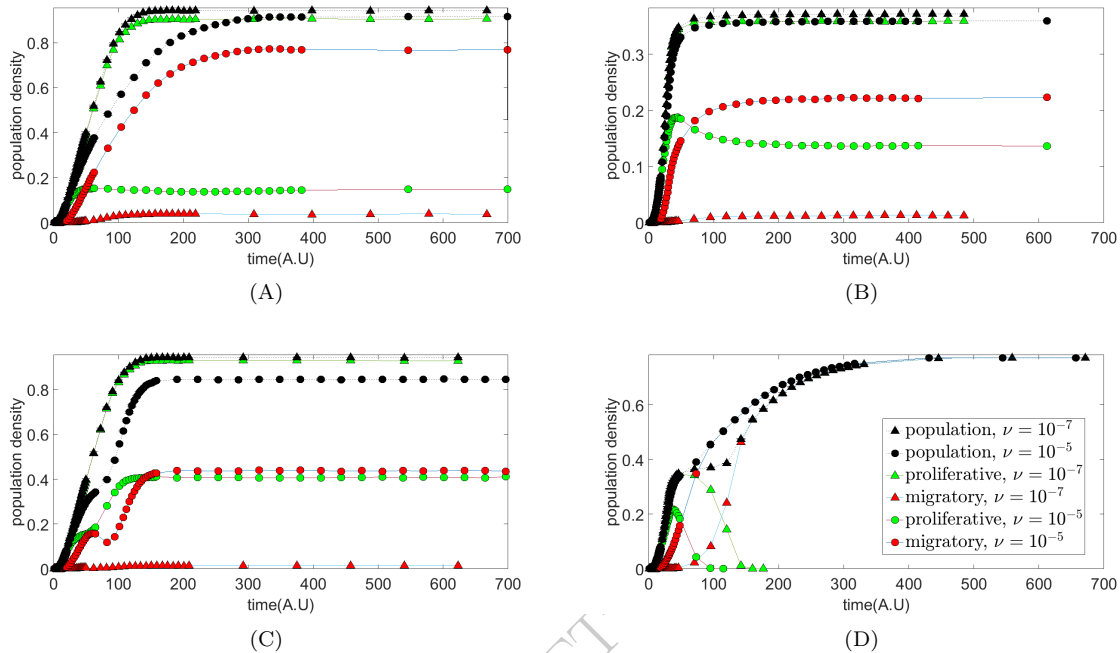 population density
0
0.2
0.4
0.6
0.8
0 100 200 300 400 500 600 700
time(A.U)
(A)
population density
0
0.1
0.2
0.3
0 100 200 300 400 500 600 700
time(A.U)
(B)
population density
0
0.2
0.4
0.6
0.8
0 100 200 300 400 500 600 700
time(A.U)
(C)
population density
0
0.2
0.4
0.6
0 100 200 300 400 500 600 700
time(A.U)
population, ν = 10⁻⁷
population, ν = 10⁻⁵
proliferative, ν = 10⁻⁷
migratory, ν = 10⁻⁷
proliferative, ν = 10⁻⁵
migratory, ν = 10⁻⁵
(D)